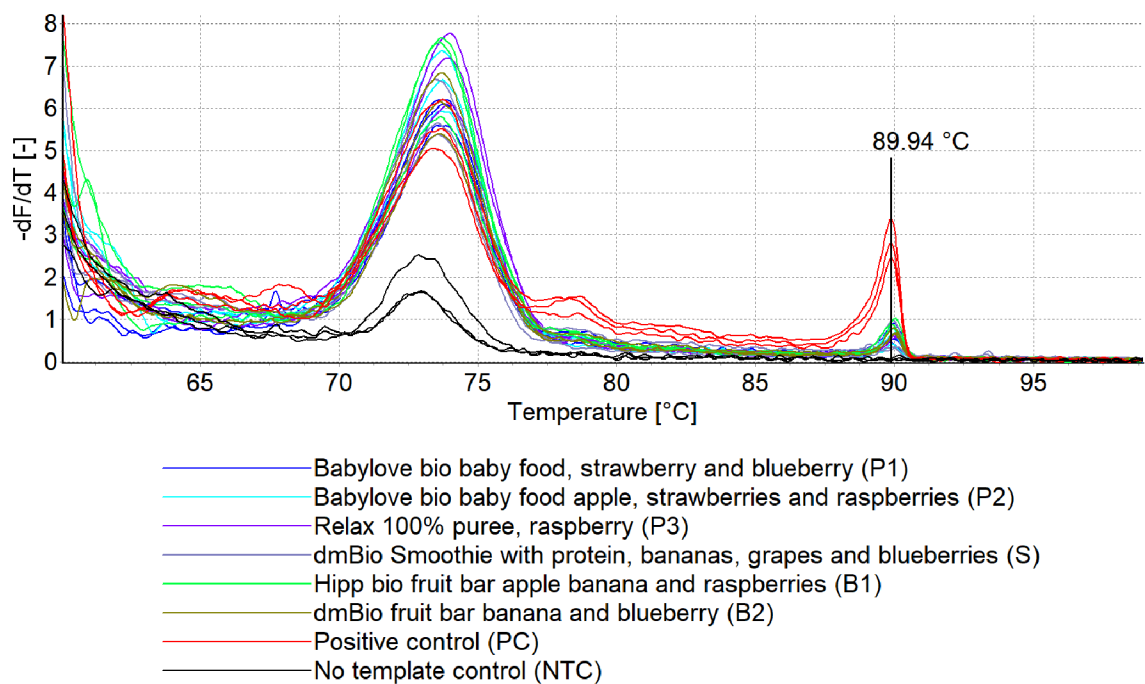 8
7
6
5
4
3
2
1
0
-dF/dT [-]
89.94 °C
65 70 75 80 85 90 95
Temperature [°C]
Babylove bio baby food, strawberry and blueberry (P1)
Babylove bio baby food apple, strawberries and raspberries (P2)
Relax 100% puree, raspberry (P3)
dmBio Smoothie with protein, bananas, grapes and blueberries (S)
Hipp bio fruit bar apple banana and raspberries (B1)
dmBio fruit bar banana and blueberry (B2)
Positive control (PC)
No template control (NTC)